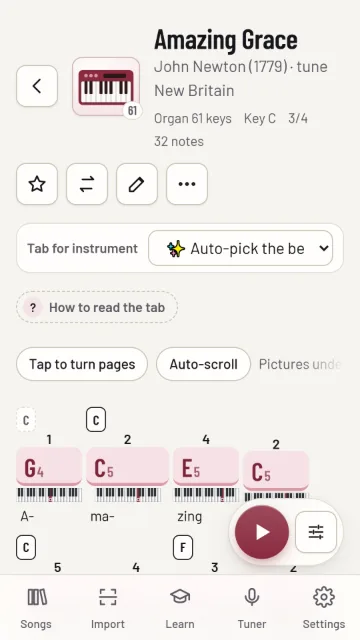 Amazing Grace
John Newton (1779) · tune
New Britain
61
Organ 61 keys Key C 3/4
32 notes
Tab for instrument ✨ Auto-pick the be
? How to read the tab
Tap to turn pages Auto-scroll Pictures unde
C C
1 2 4 2
G4 C5 E5 C5
A- ma- zing
C F
5 4 3 2
Songs Import Learn Tuner Settings